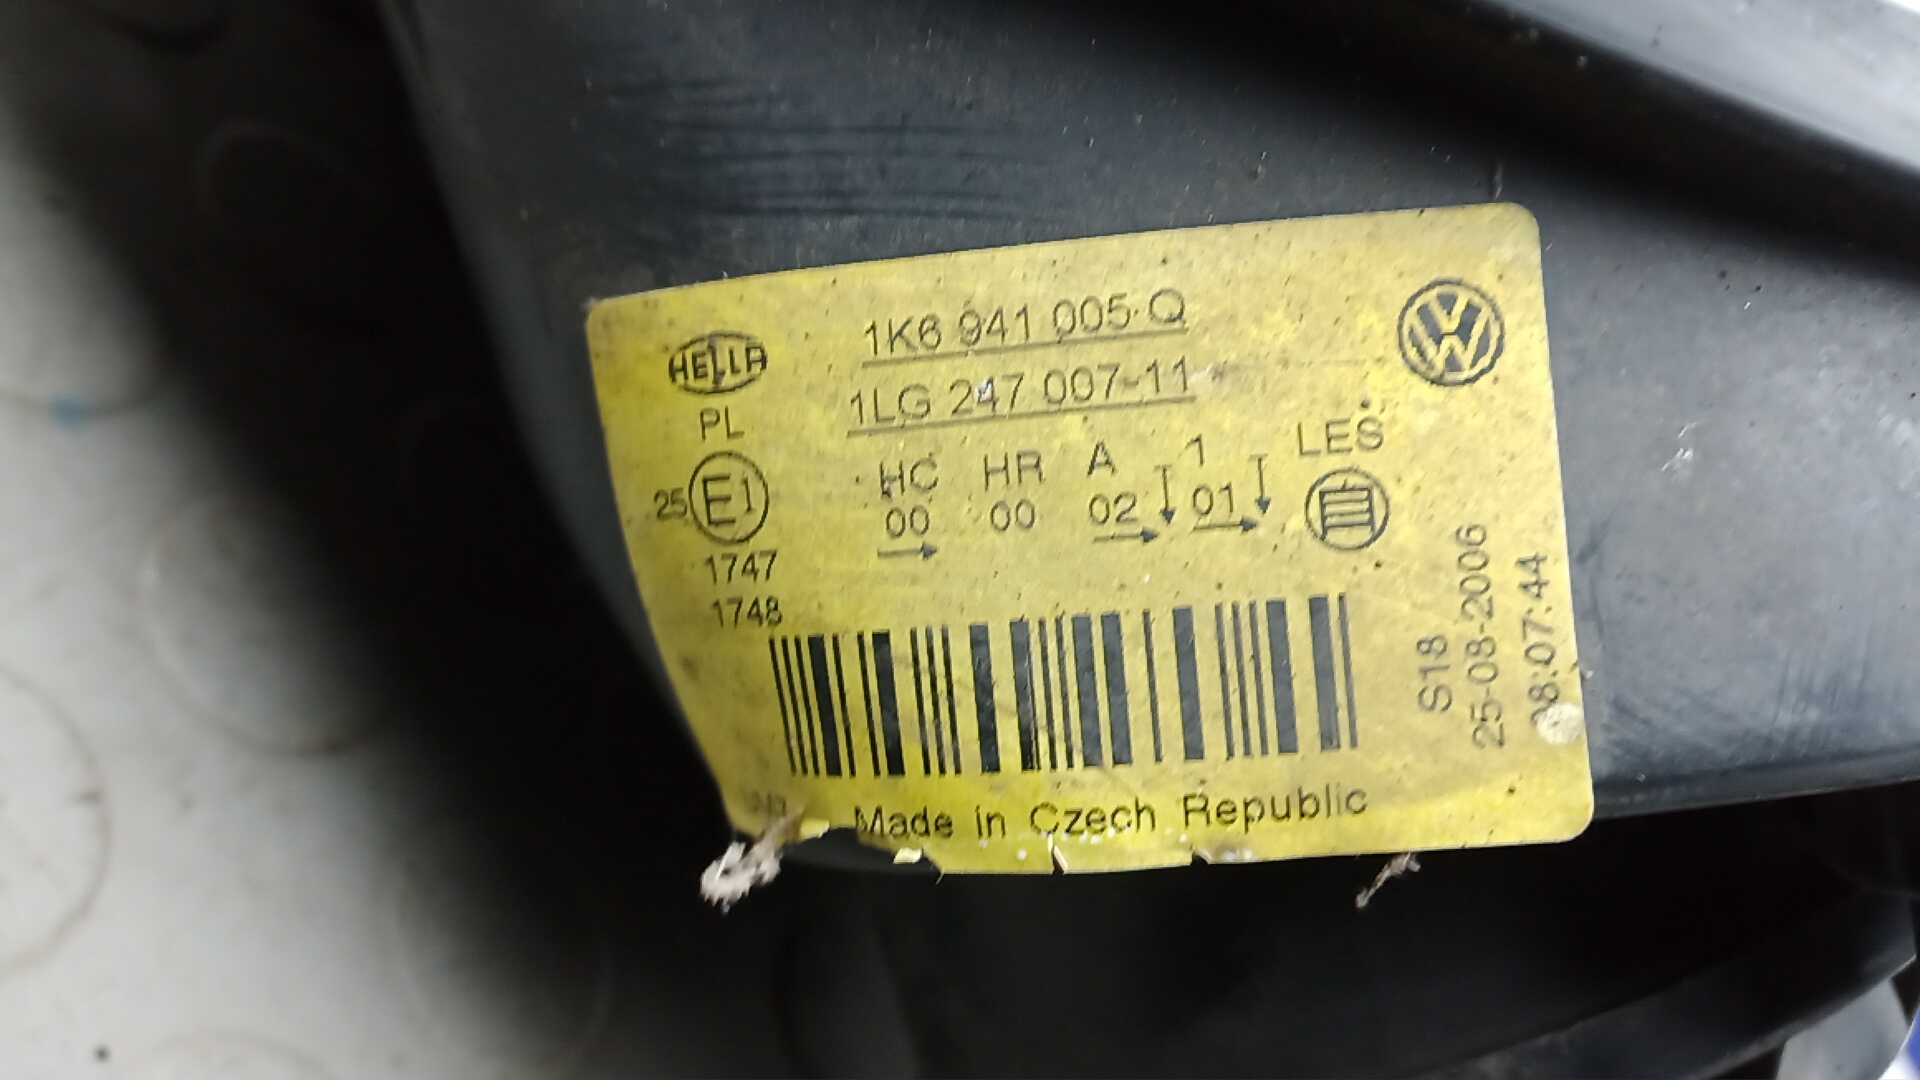 HELLA
1K6 941 005 Q
1LG 247 007-11
PL
HC HR A 1 LES.
25 E1
00 00 02 01
1747
1748
S18
25-08-2006
08:07:44
Made in Czech Republic